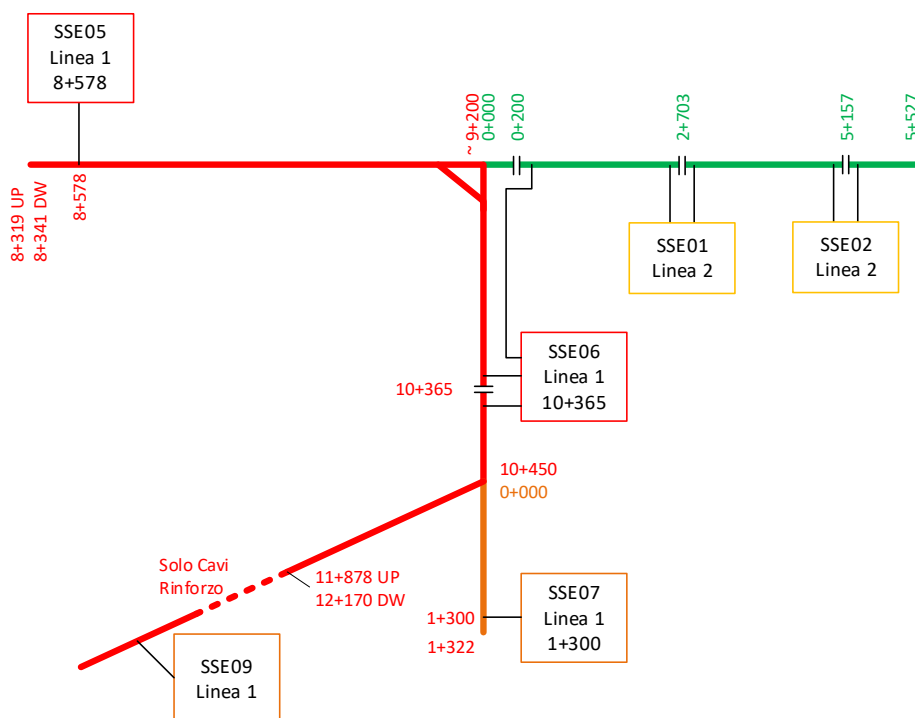 SSE05
Linea 1
8+578
~ 9+200
0+000
0+200
2+703
5+157
5+527
8+319 UP
8+341 DW
8+578
SSE01
Linea 2
SSE02
Linea 2
SSE06
Linea 1
10+365
10+365
10+450
0+000
Solo Cavi
Rinforzo
11+878 UP
12+170 DW
SSE07
Linea 1
1+300
1+300
1+322
SSE09
Linea 1